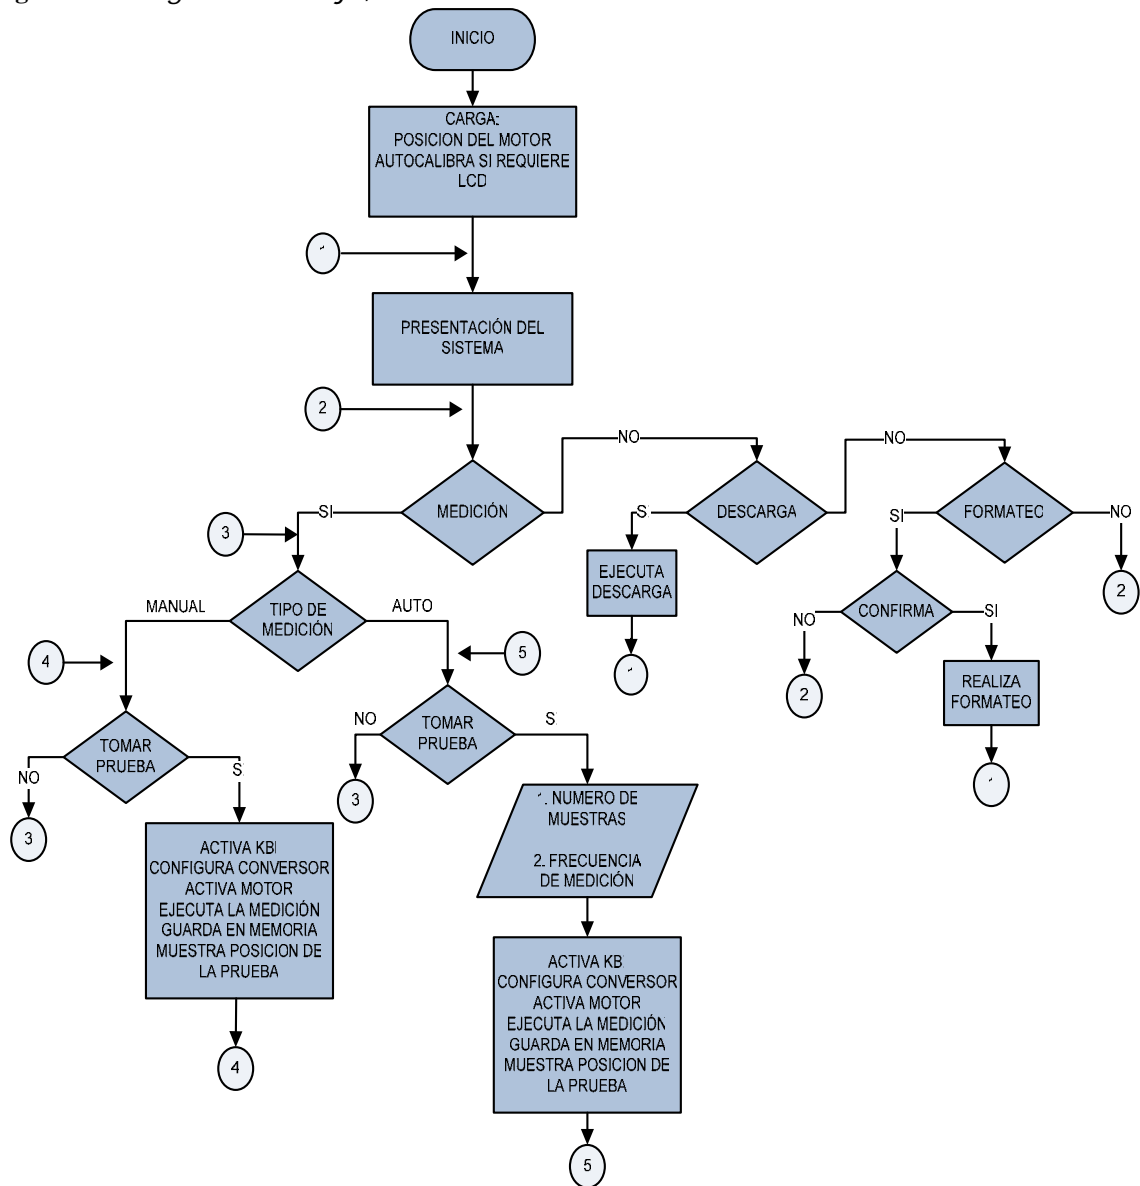 INICIO
CARGA:
POSICION DEL MOTOR
AUTOCALIBRA SI REQUIERE
LCD
PRESENTACIÓN DEL
SISTEMA
2
NO
NO
MEDICIÓN
DESCARGA
FORMATEO
SI
S
SI
NO
3
EJECUTA
DESCARGA
2
MANUAL
TIPO DE
MEDICIÓN
AUTO
NO
CONFIRMA
SI
4
5
2
REALIZA
FORMATEO
TOMAR
PRUEBA
NO
TOMAR
PRUEBA
S
NO
S
3
3
1. NUMERO DE
MUESTRAS
2. FRECUENCIA
DE MEDICIÓN
ACTIVA KBI
CONFIGURA CONVERSOR
ACTIVA MOTOR
EJECUTA LA MEDICIÓN
GUARDA EN MEMORIA
MUESTRA POSICION DE
LA PRUEBA
ACTIVA KB
CONFIGURA CONVERSOR
ACTIVA MOTOR
EJECUTA LA MEDICIÓN
GUARDA EN MEMORIA
MUESTRA POSICION DE
LA PRUEBA
4
5